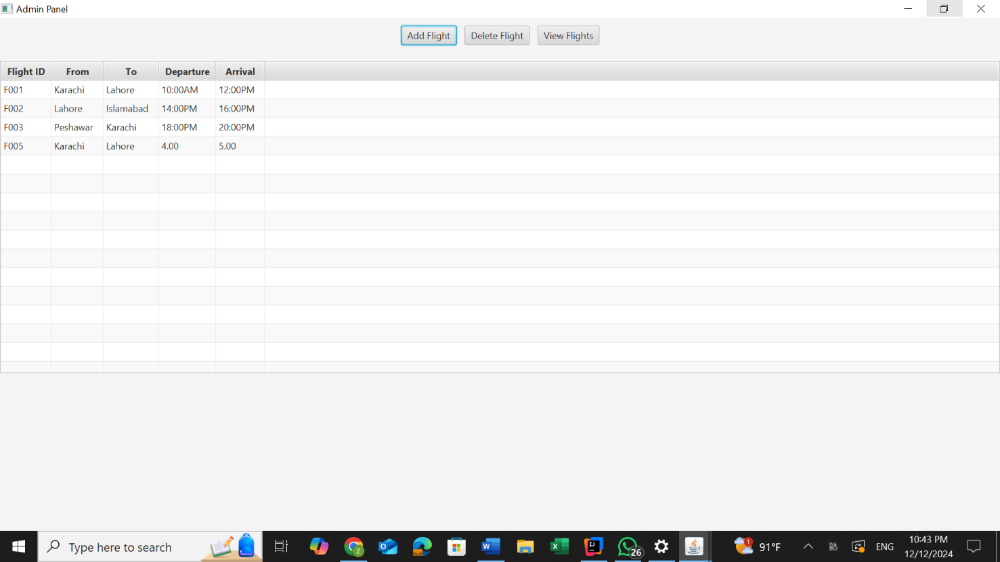 Admin Panel
Add Flight Delete Flight View Flights
Flight ID From To Departure Arrival
F001 Karachi Lahore 10:00AM 12:00PM
F002 Lahore Islamabad 14:00PM 16:00PM
F003 Peshawar Karachi 18:00PM 20:00PM
F005 Karachi Lahore 4.00 5.00
Type here to search
Z
26
1
91°F
ENG
10:43 PM
12/12/2024